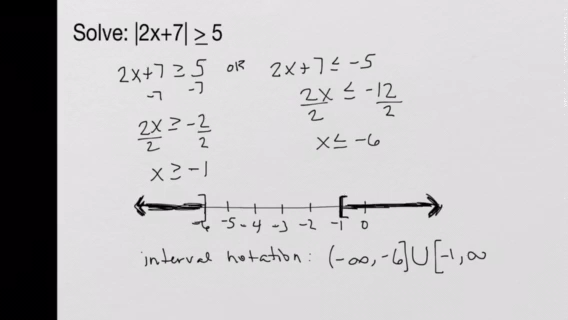 Solve: |2x+7| ≥ 5
2x+7 ≥ 5 OR 2x+7 ≤ -5
-7 -7 2x ≤ -12
2 2
2x ≥ -2 x ≤ -6
2 2
x ≥ -1
-6 -5 -4 -3 -2 -1 0
interval notation: (-∞, -6] ∪ [-1, ∞